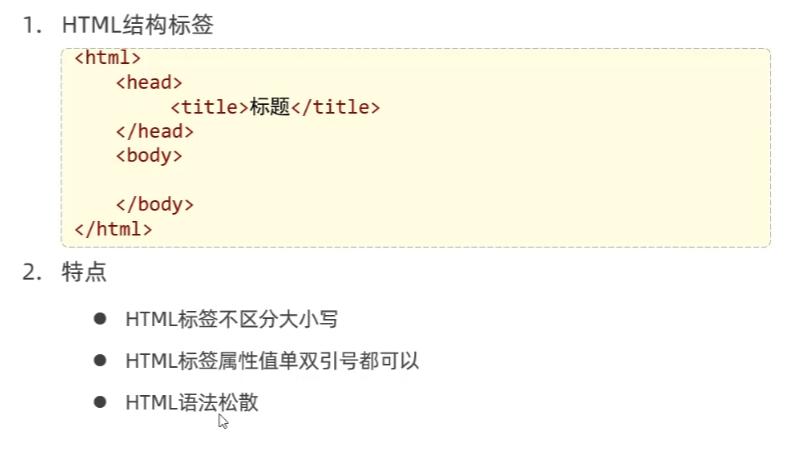 1. HTML结构标签
<html>
<head>
<title>标题</title>
</head>
<body>
</body>
</html>
2. 特点
● HTML标签不区分大小写
● HTML标签属性值单双引号都可以
● HTML语法松散